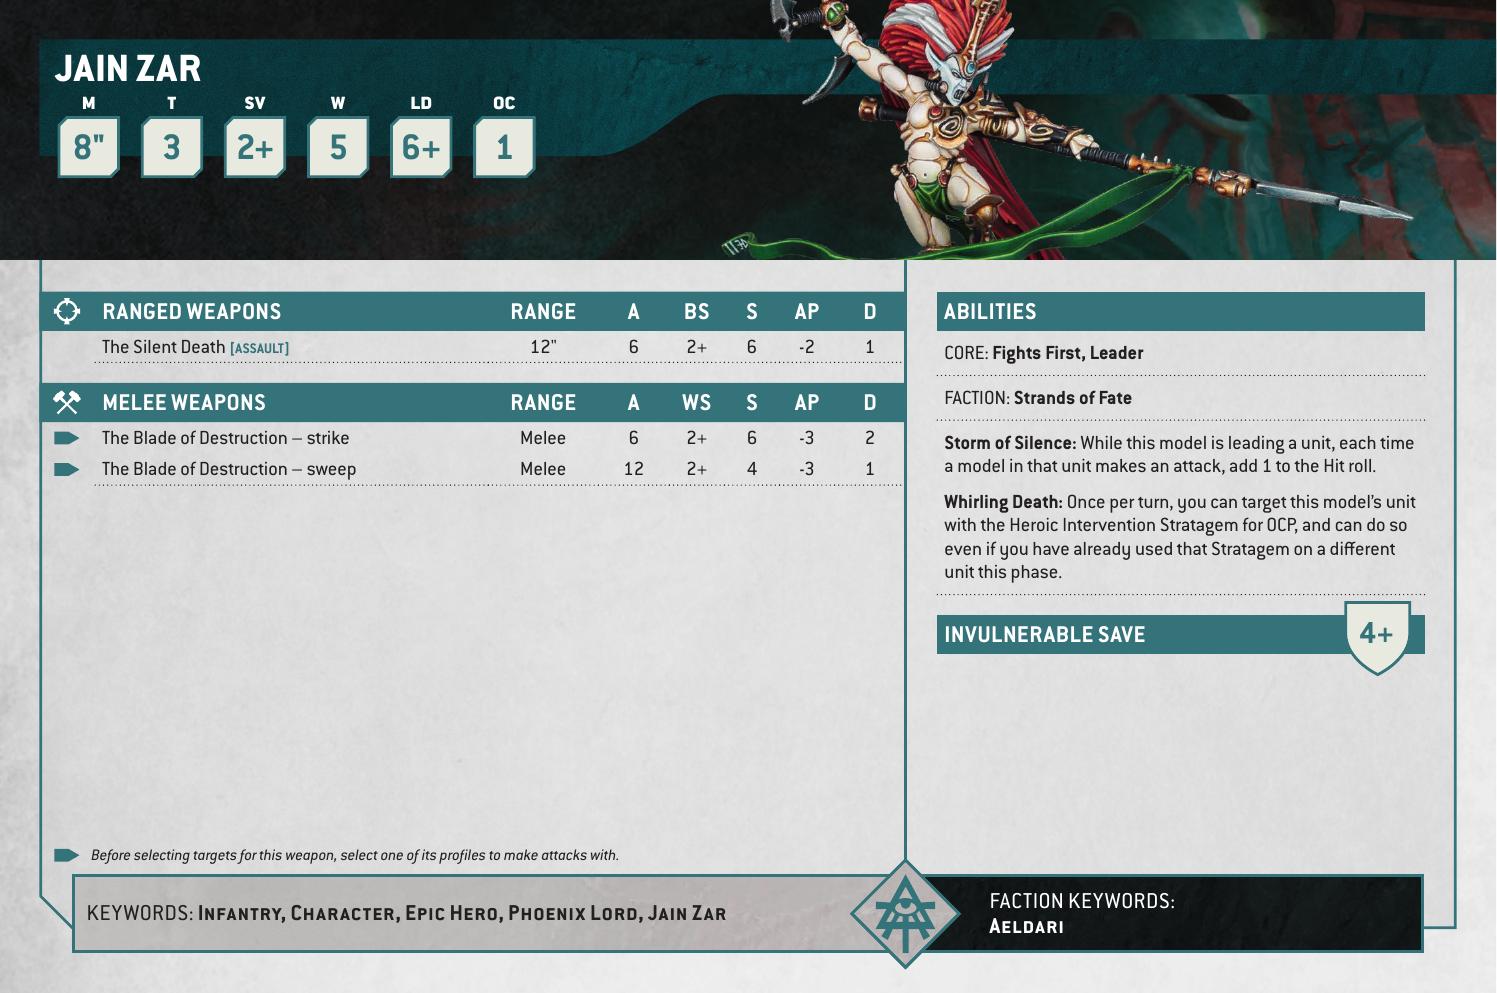 JAIN ZAR
M T SV W LD OC
8" 3 2+ 5 6+ 1
RANGED WEAPONS RANGE A BS S AP D
The Silent Death [ASSAULT] 12" 6 2+ 6 -2 1
MELEE WEAPONS RANGE A WS S AP D
The Blade of Destruction – strike Melee 6 2+ 6 -3 2
The Blade of Destruction – sweep Melee 12 2+ 4 -3 1
Before selecting targets for this weapon, select one of its profiles to make attacks with.
ABILITIES
CORE: Fights First, Leader
FACTION: Strands of Fate
Storm of Silence: While this model is leading a unit, each time
a model in that unit makes an attack, add 1 to the Hit roll.
Whirling Death: Once per turn, you can target this model's unit
with the Heroic Intervention Stratagem for 0CP, and can do so
even if you have already used that Stratagem on a different
unit this phase.
INVULNERABLE SAVE 4+
KEYWORDS: INFANTRY, CHARACTER, EPIC HERO, PHOENIX LORD, JAIN ZAR
FACTION KEYWORDS:
AELDARI